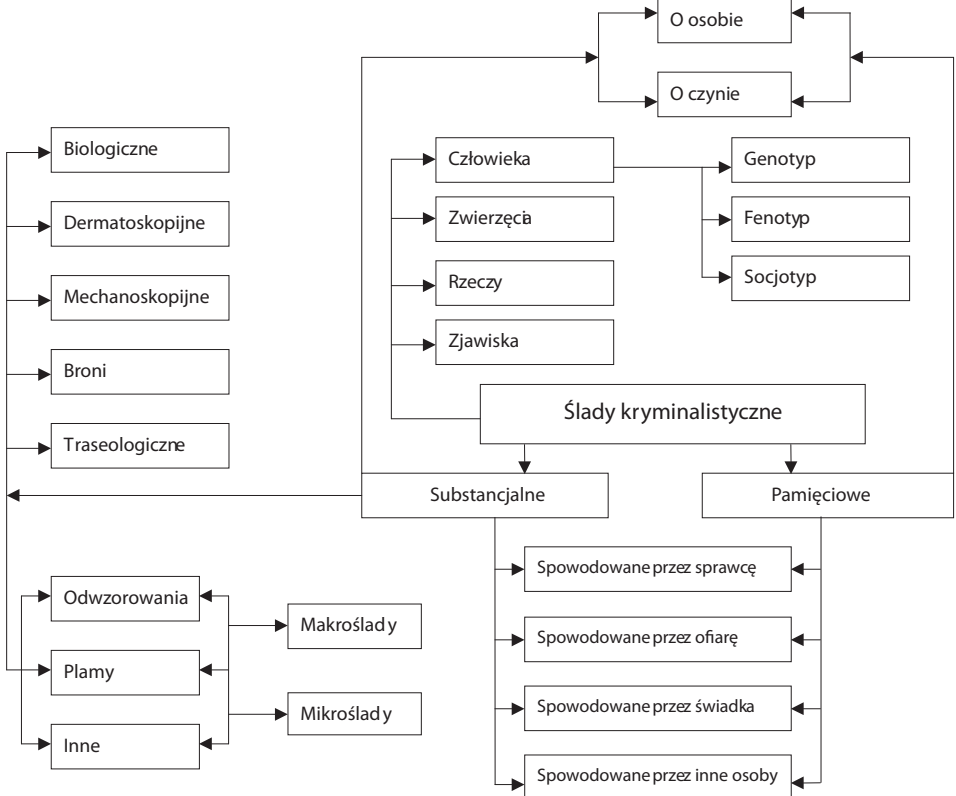 O osobie
O czynie
Biologiczne
Dermatoskopijne
Mechanoskopijne
Broni
Traseologiczne
Człowieka
Zwierzęcia
Rzeczy
Zjawiska
Genotyp
Fenotyp
Socjotyp
Ślady kryminalistyczne
Substancjalne
Pamięciowe
Spowodowane przez sprawcę
Spowodowane przez ofiarę
Spowodowane przez świadka
Spowodowane przez inne osoby
Odwzorowania
Plamy
Inne
Makroślady
Mikroślady